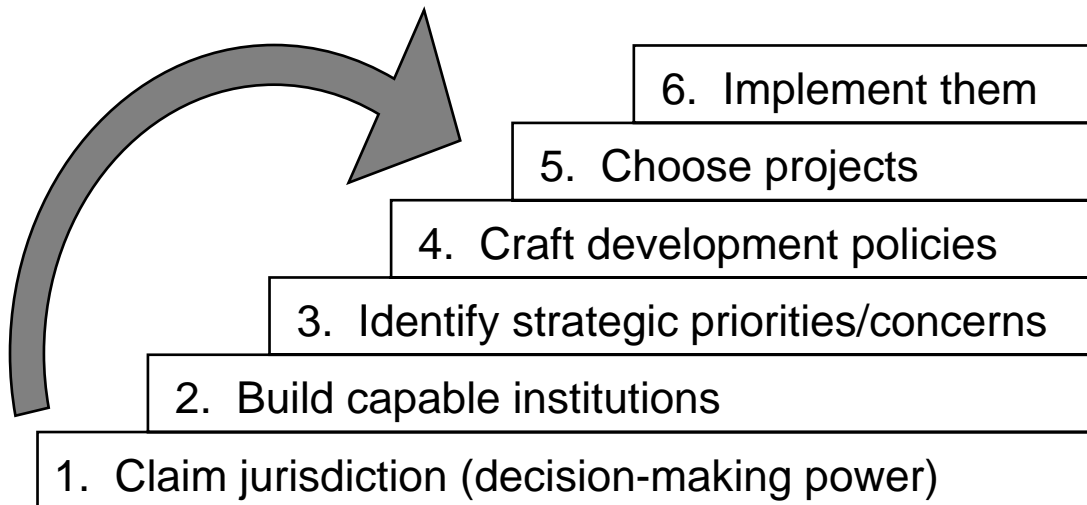 6. Implement them
5. Choose projects
4. Craft development policies
3. Identify strategic priorities/concerns
2. Build capable institutions
1. Claim jurisdiction (decision-making power)